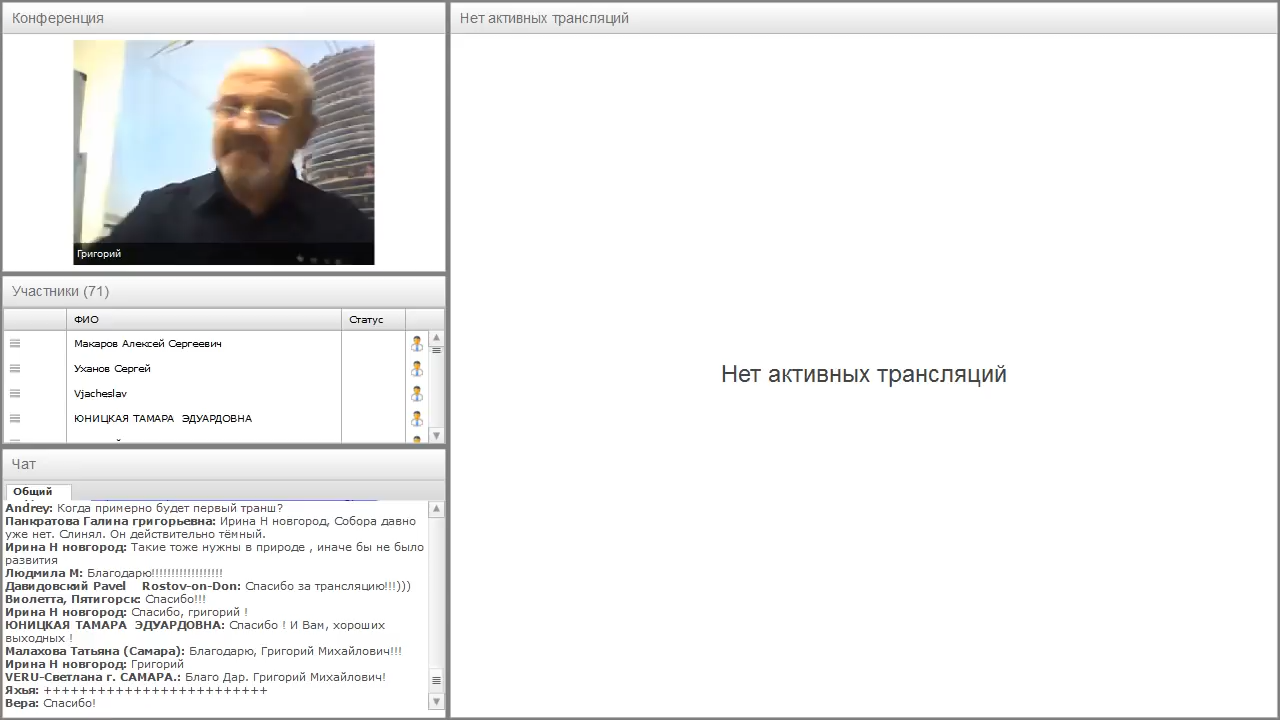 Конференция
Нет активных трансляций
Григорий
Участники (71)
ФИО
Статус
Макаров Алексей Сергеевич
Уханов Сергей
Vjacheslav
ЮНИЦКАЯ ТАМАРА ЭДУАРДОВНА
Нет активных трансляций
Чат
Общий
Andrey: Когда примерно будет первый транш?
Панкратова Галина григорьевна: Ирина Н новгород, Собора давно
уже нет. Слинял. Он действительно тёмный.
Ирина Н новгород: Такие тоже нужны в природе , иначе бы не было
развития
Людмила М: Благодарю!!!!!!!!!!!!!!!!!!
Давидовский Pavel Rostov-on-Don: Спасибо за трансляцию!!!)))
Виолетта, Пятигорск: Спасибо!!!
Ирина Н новгород: Спасибо, григорий !
ЮНИЦКАЯ ТАМАРА ЭДУАРДОВНА: Спасибо ! И Вам, хороших
выходных !
Малахова Татьяна (Самара): Благодарю, Григорий Михайлович!!!
Ирина Н новгород: Григорий
VERU-Светлана г. САМАРА.: Благо Дар. Григорий Михайлович!
Яхья: +++++++++++++++++++++++++
Вера: Спасибо!